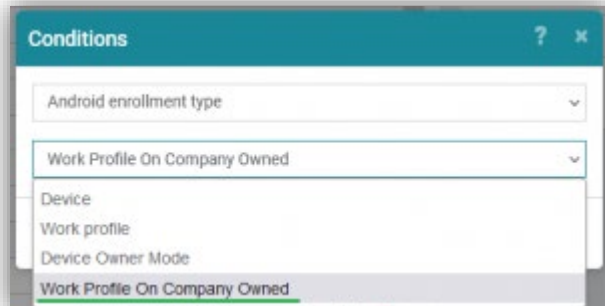 Conditions ? ×
Android enrollment type
Work Profile On Company Owned
Device
Work profile
Device Owner Mode
Work Profile On Company Owned